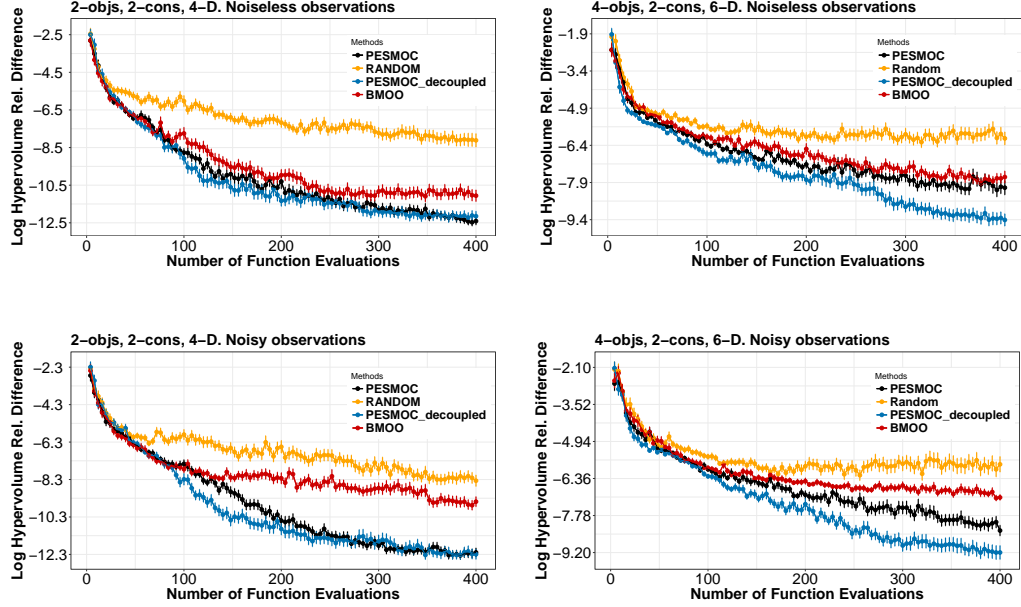 2−objs, 2−cons, 4−D. Noiseless observations
Log Hypervolume Rel. Difference
−2.5
−4.5
−6.5
−8.5
−10.5
−12.5
Methods
PESMOC
RANDOM
PESMOC_decoupled
BMOO
0
100
200
300
400
Number of Function Evaluations
4−objs, 2−cons, 6−D. Noiseless observations
Log Hypervolume Rel. Difference
−1.9
−3.4
−4.9
−6.4
−7.9
−9.4
Methods
PESMOC
Random
PESMOC_decoupled
BMOO
0
100
200
300
400
Number of Function Evaluations
2−objs, 2−cons, 4−D. Noisy observations
Log Hypervolume Rel. Difference
−2.3
−4.3
−6.3
−8.3
−10.3
−12.3
Methods
PESMOC
RANDOM
PESMOC_decoupled
BMOO
0
100
200
300
400
Number of Function Evaluations
4−objs, 2−cons, 6−D. Noisy observations
Log Hypervolume Rel. Difference
−2.10
−3.52
−4.94
−6.36
−7.78
−9.20
Methods
PESMOC
Random
PESMOC_decoupled
BMOO
0
100
200
300
400
Number of Function Evaluations